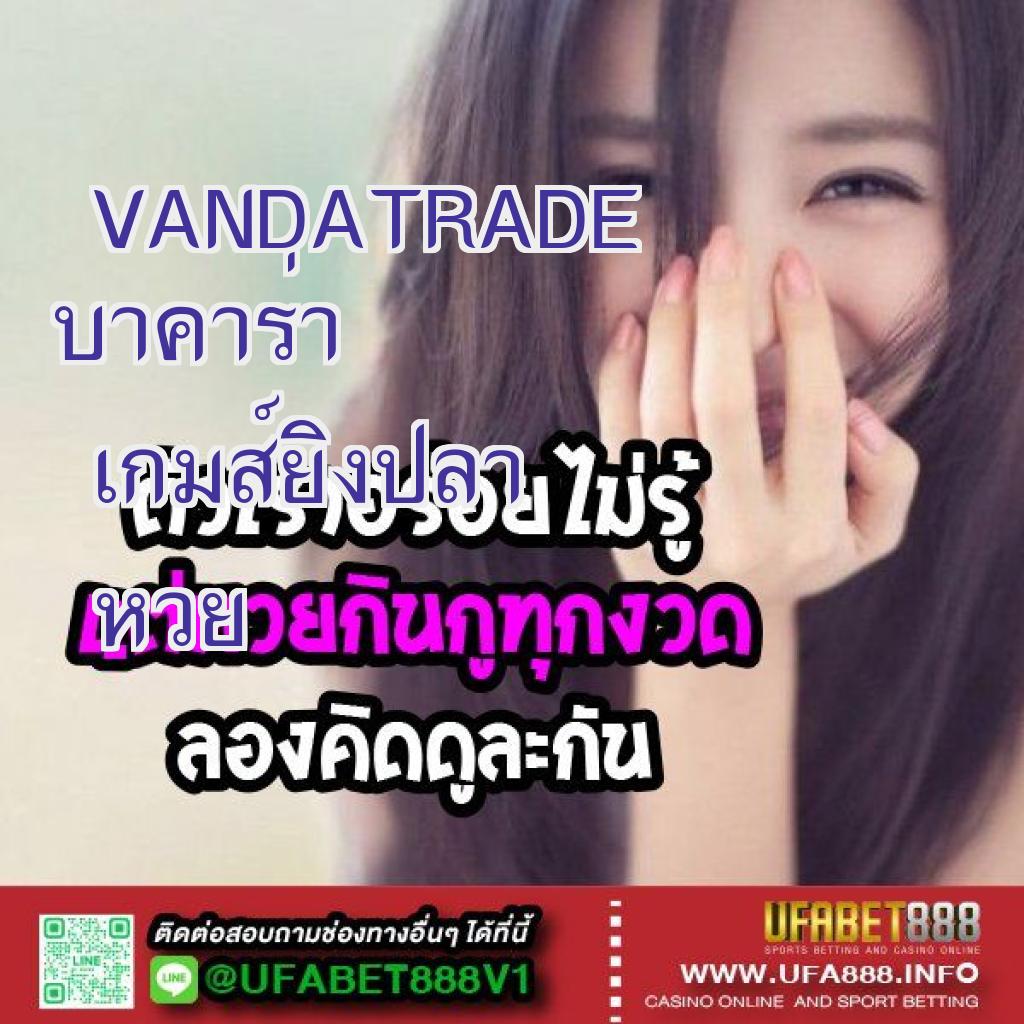 VANDA TRADE
บาคาร่า
เกมส์ยิงปลา
ไม่รู้
หวย
กินกูทุกงวด
ลองคิดดูละกัน
LINE
ติดต่อสอบถามช่องทางอื่นๆ ได้ที่นี้
LINE @UFABET888V1
UFABET888
SPORTS BETTING AND CASINO ONLINE
WWW.UFA888.INFO
CASINO ONLINE AND SPORT BETTING